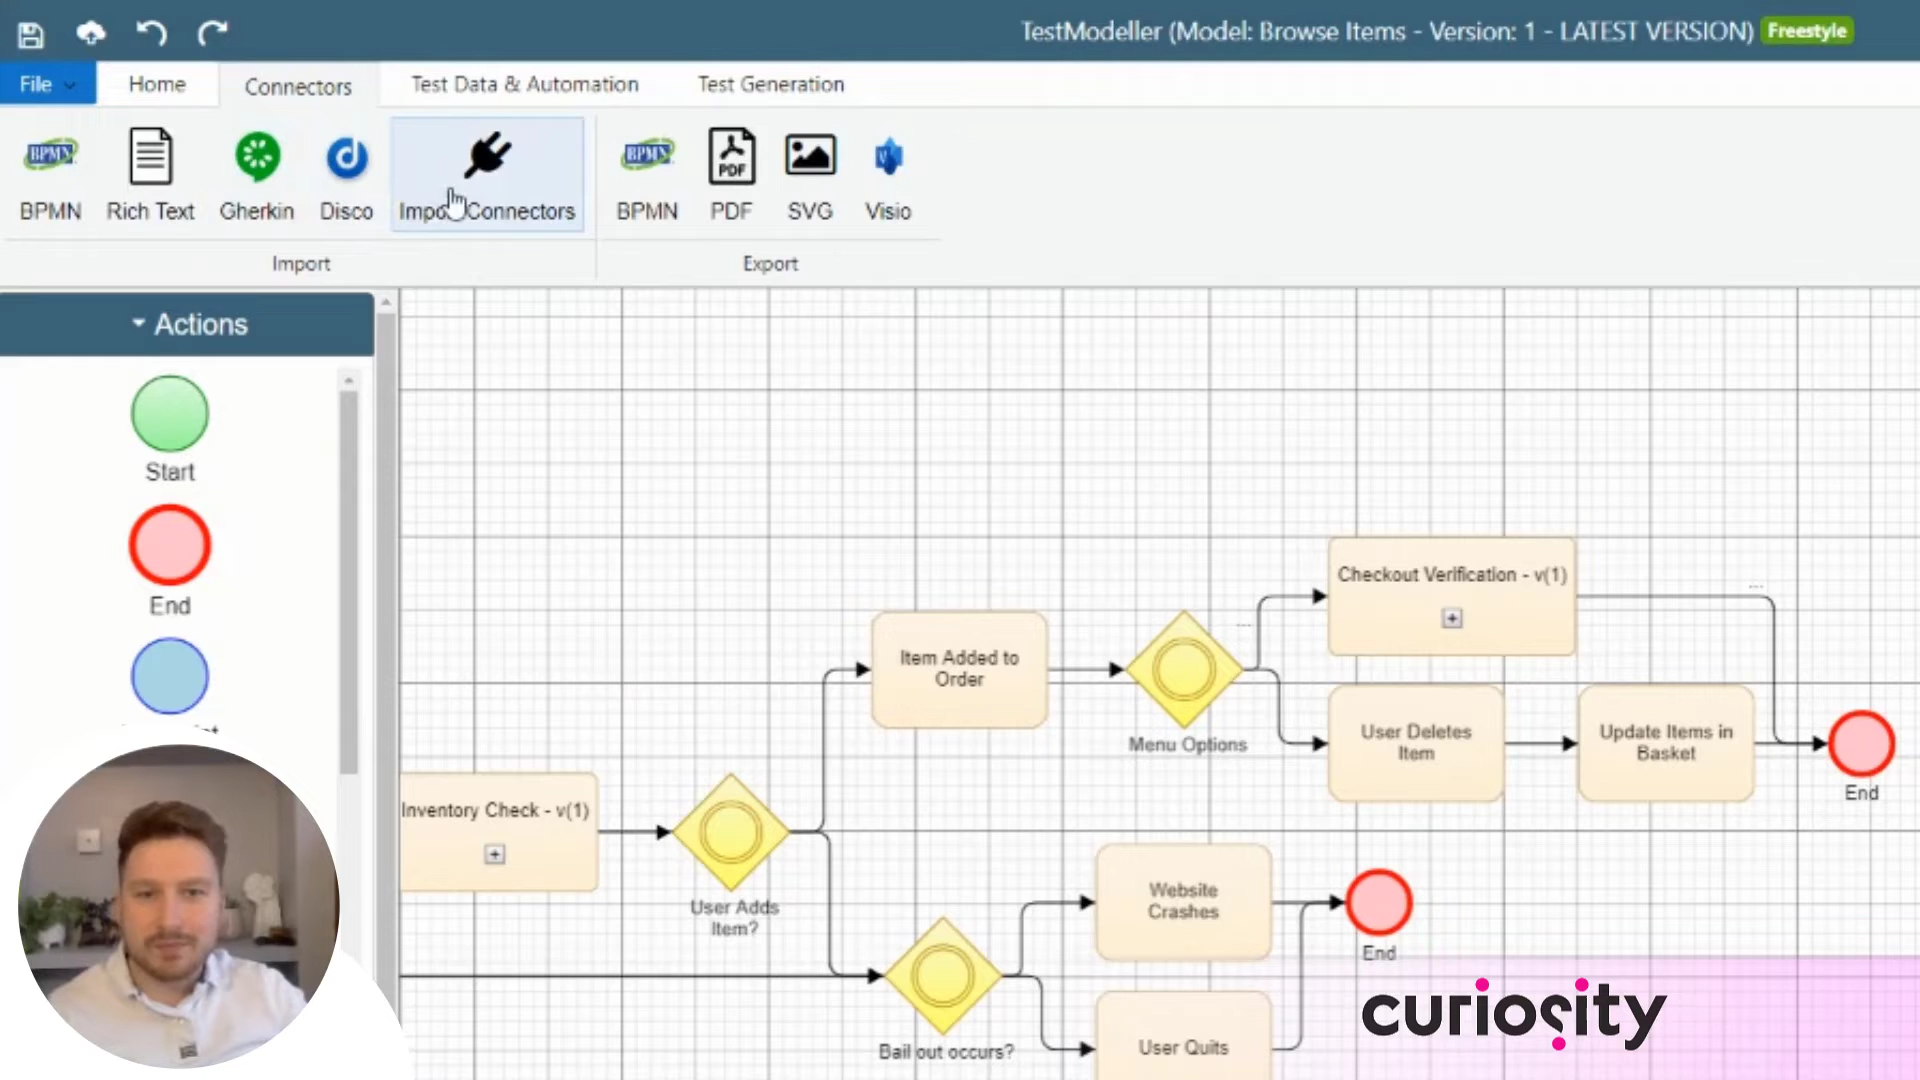 TestModeller (Model: Browse Items - Version: 1 - LATEST VERSION) Freestyle
File Home Connectors Test Data & Automation Test Generation
BPMN Rich Text Gherkin Disco Import Connectors BPMN PDF SVG Visio
Import Export
Actions
Start
End
Checkout Verification - v(1)
Item Added to
Order
Menu Options
User Deletes
Item
Update Items in
Basket
End
Inventory Check - v(1)
User Adds
Item?
Website
Crashes
End
Bail out occurs?
User Quits
curiosity